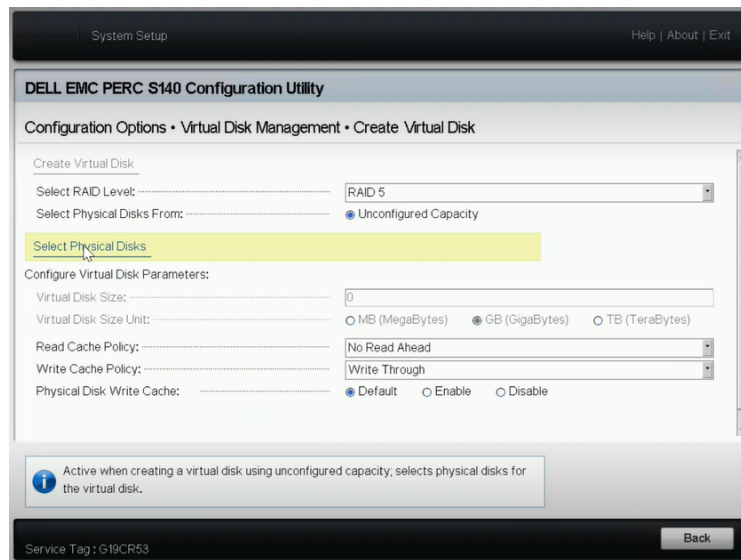 System Setup
Help | About | Exit
DELL EMC PERC S140 Configuration Utility
Configuration Options • Virtual Disk Management • Create Virtual Disk
Create Virtual Disk
Select RAID Level:
RAID 5
Select Physical Disks From:
Unconfigured Capacity
Select Physical Disks
Configure Virtual Disk Parameters:
Virtual Disk Size:
0
Virtual Disk Size Unit:
MB (MegaBytes) GB (GigaBytes) TB (TeraBytes)
Read Cache Policy:
No Read Ahead
Write Cache Policy:
Write Through
Physical Disk Write Cache:
Default Enable Disable
Active when creating a virtual disk using unconfigured capacity; selects physical disks for
the virtual disk.
Service Tag : G19CR53
Back